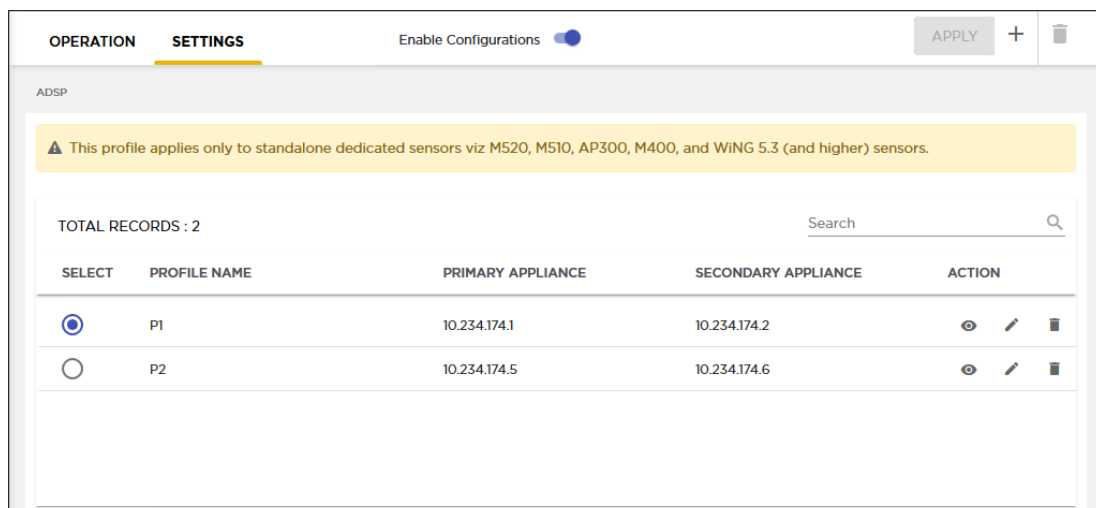 OPERATION SETTINGS Enable Configurations APPLY +
ADSP
This profile applies only to standalone dedicated sensors viz M520, M510, AP300, M400, and WiNG 5.3 (and higher) sensors.
TOTAL RECORDS : 2 Search
SELECT PROFILE NAME PRIMARY APPLIANCE SECONDARY APPLIANCE ACTION
P1 10.234.174.1 10.234.174.2
P2 10.234.174.5 10.234.174.6